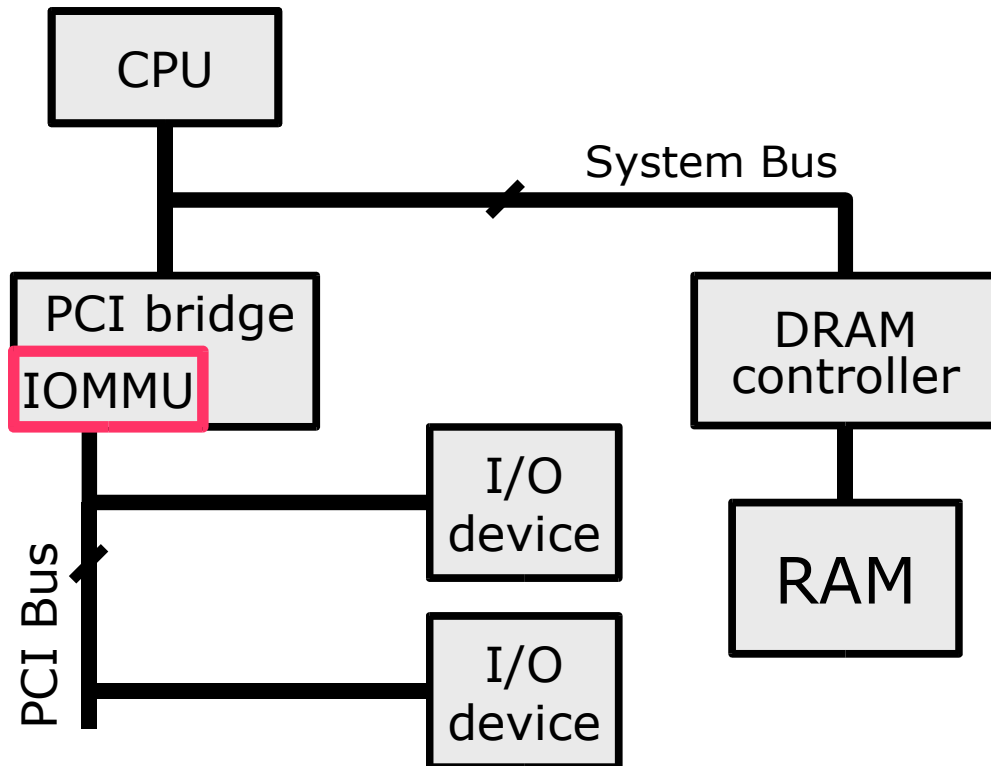 CPU
System Bus
PCI bridge
IOMMU
DRAM
controller
I/O
device
RAM
PCI Bus
I/O
device